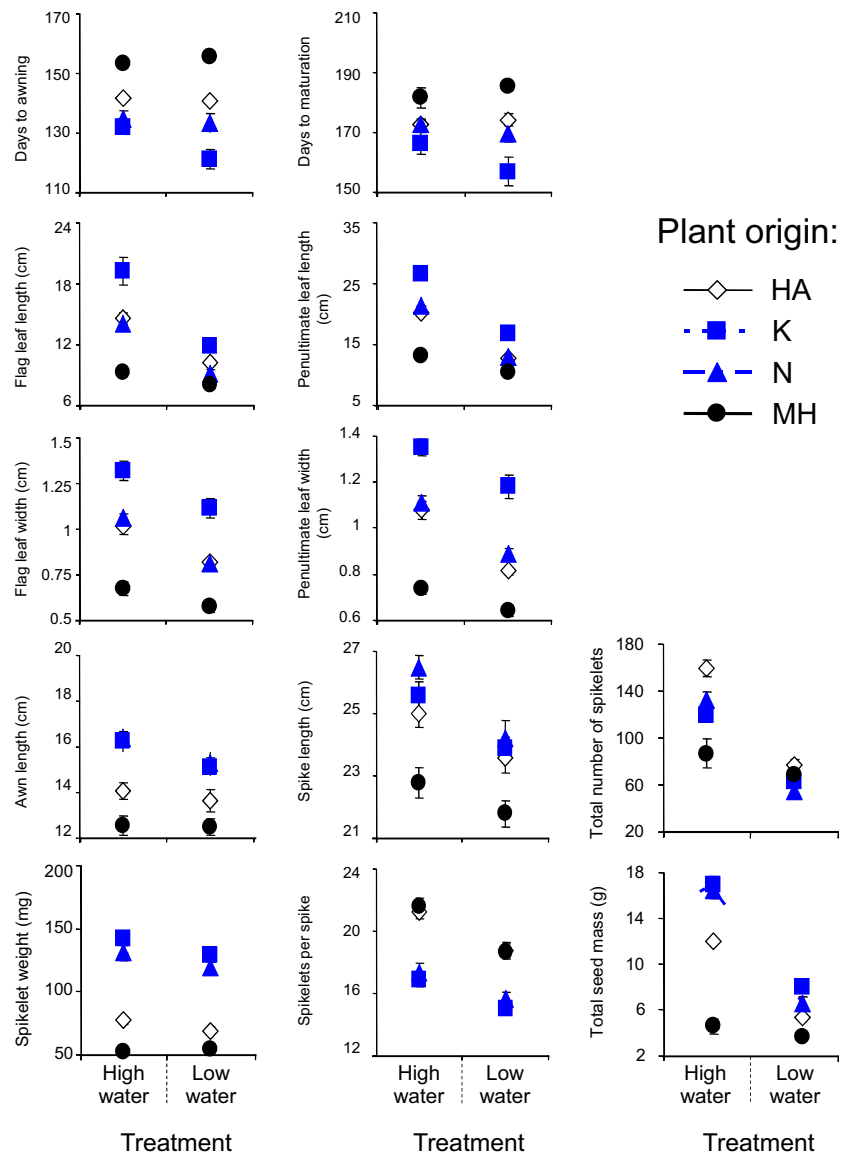 170
150
130
110
Days to awning
210
190
170
150
Days to maturation
24
18
12
6
Flag leaf length (cm)
35
25
15
5
Penultimate leaf length
(cm)
Plant origin:
HA
K
N
MH
1.5
1.25
1
0.75
0.5
Flag leaf width (cm)
1.4
1.2
1
0.8
0.6
Penultimate leaf width
(cm)
20
18
16
14
12
Awn length (cm)
27
25
23
21
Spike length (cm)
180
140
100
60
20
Total number of spikelets
200
150
100
50
Spikelet weight (mg)
24
20
16
12
Spikelets per spike
18
14
10
6
2
Total seed mass (g)
High Low
water water
Treatment
High Low
water water
Treatment
High Low
water water
Treatment